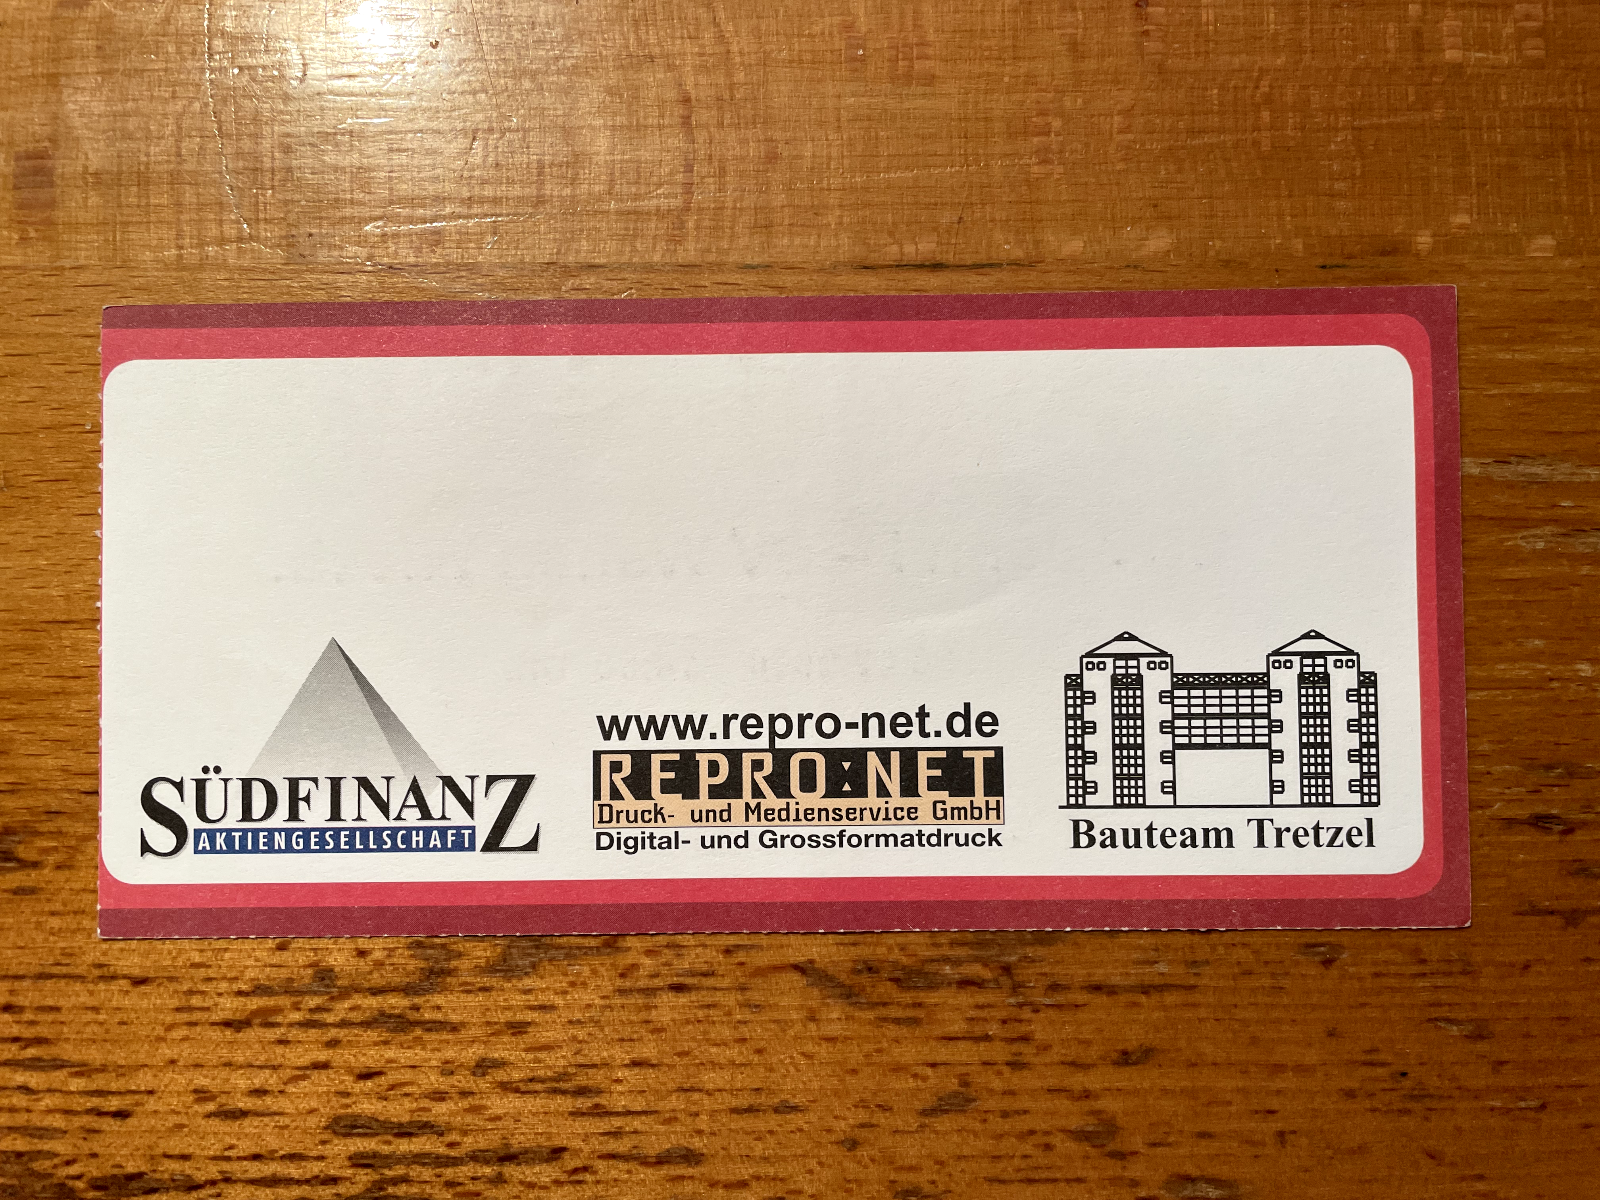 SÜDFINANZ
AKTIENGESELLSCHAFT
www.repro-net.de
REPRO:NET
Druck- und Medienservice GmbH
Digital- und Grossformatdruck
Bauteam Tretzel